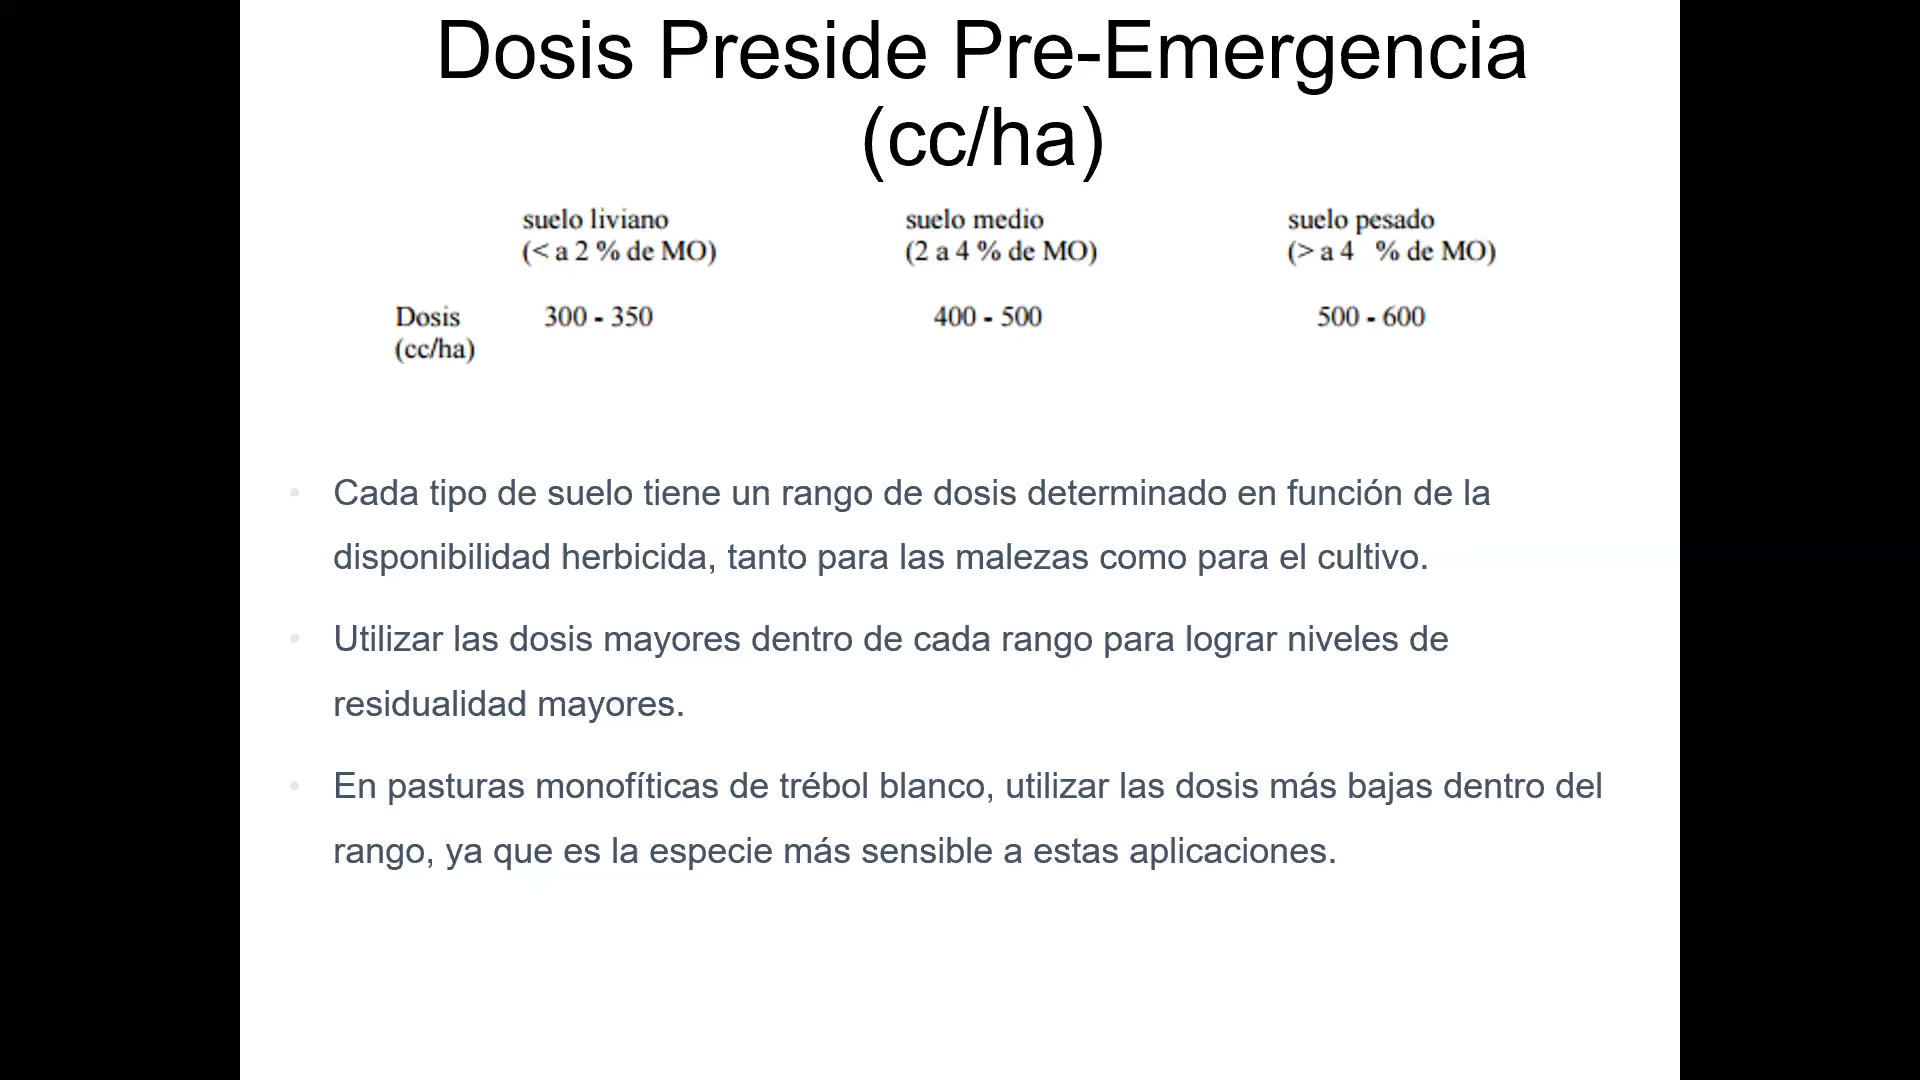 Dosis Preside Pre-Emergencia
(cc/ha)
suelo liviano suelo medio suelo pesado
(< a 2 % de MO) (2 a 4 % de MO) (> a 4 % de MO)
Dosis 300 - 350 400 - 500 500 - 600
(cc/ha)
• Cada tipo de suelo tiene un rango de dosis determinado en función de la
disponibilidad herbicida, tanto para las malezas como para el cultivo.
• Utilizar las dosis mayores dentro de cada rango para lograr niveles de
residualidad mayores.
• En pasturas monofíticas de trébol blanco, utilizar las dosis más bajas dentro del
rango, ya que es la especie más sensible a estas aplicaciones.